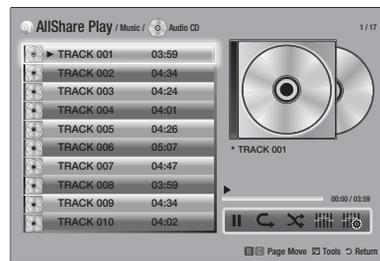 AllShare Play / Music / Audio CD 1 / 17
TRACK 001 03:59
TRACK 002 04:34
TRACK 003 04:24
TRACK 004 04:01
TRACK 005 04:26
TRACK 006 05:07
TRACK 007 04:47
TRACK 008 03:59
TRACK 009 04:34
TRACK 010 04:02
* TRACK 001
00:00 / 03:59
B C Page Move Tools Return